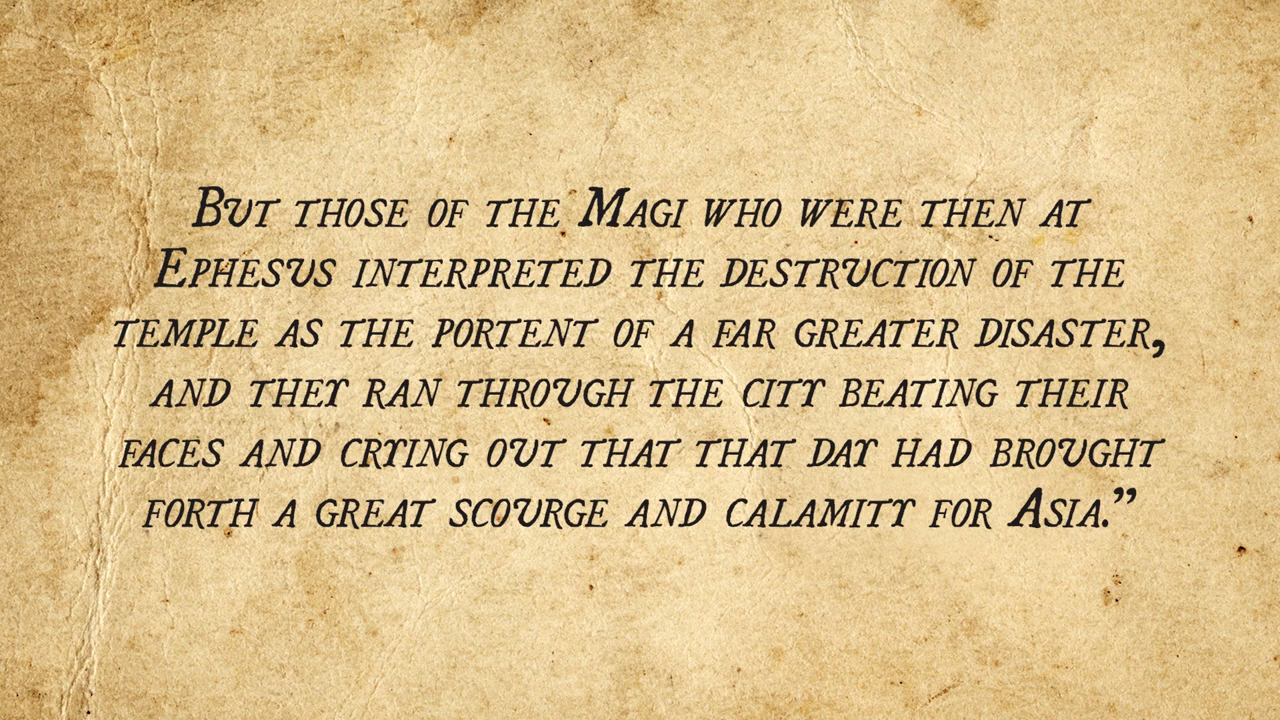 But those of the Magi who were then at
Ephesus interpreted the destruction of the
temple as the portent of a far greater disaster,
and they ran through the city beating their
faces and crying out that that day had brought
forth a great scourge and calamity for Asia.”